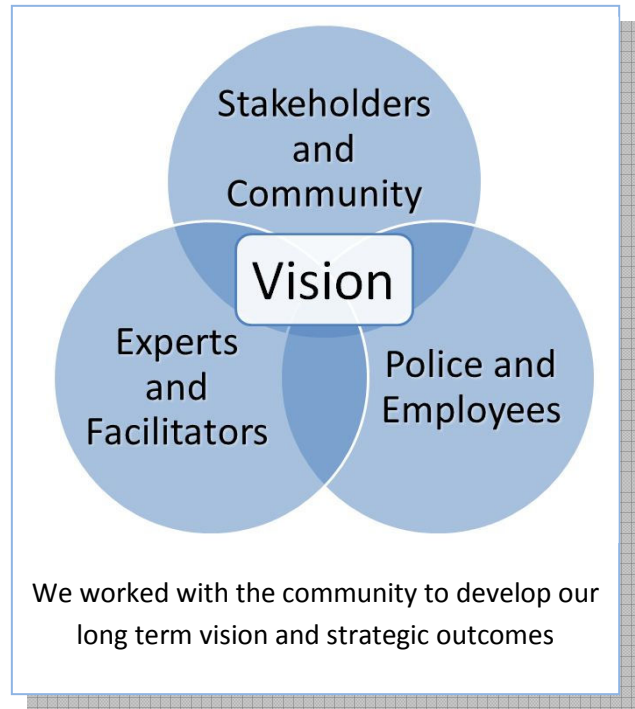 Stakeholders
and
Community
Vision
Experts
and
Facilitators
Police and
Employees
We worked with the community to develop our
long term vision and strategic outcomes